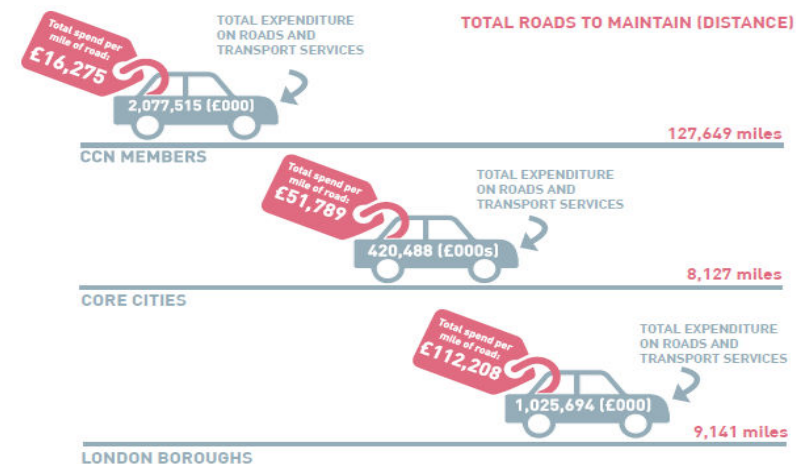 TOTAL EXPENDITURE
ON ROADS AND
TRANSPORT SERVICES
TOTAL ROADS TO MAINTAIN (DISTANCE)
Total spend per
mile of road:
£16,275
2,077,515 (£000)
127,649 miles
CCN MEMBERS
Total spend per
mile of road:
£51,789
TOTAL EXPENDITURE
ON ROADS AND
TRANSPORT SERVICES
420,488 (£000s)
8,127 miles
CORE CITIES
Total spend per
mile of road:
£112,208
TOTAL EXPENDITURE
ON ROADS AND
TRANSPORT SERVICES
1,025,694 (£000)
9,141 miles
LONDON BOROUGHS